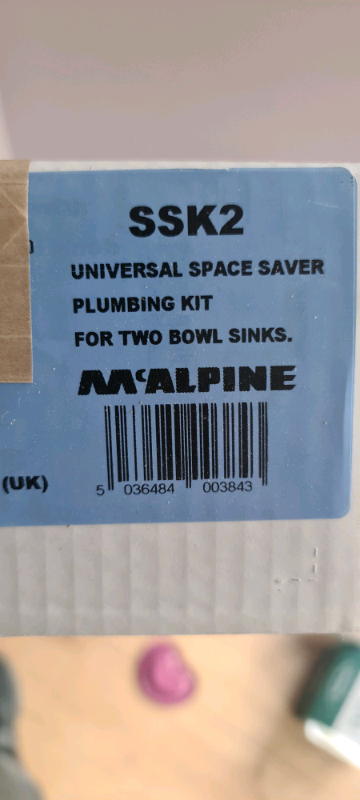 SSK2
UNIVERSAL SPACE SAVER
PLUMBING KIT
FOR TWO BOWL SINKS.
McALPINE
(UK)
5 036484 003843